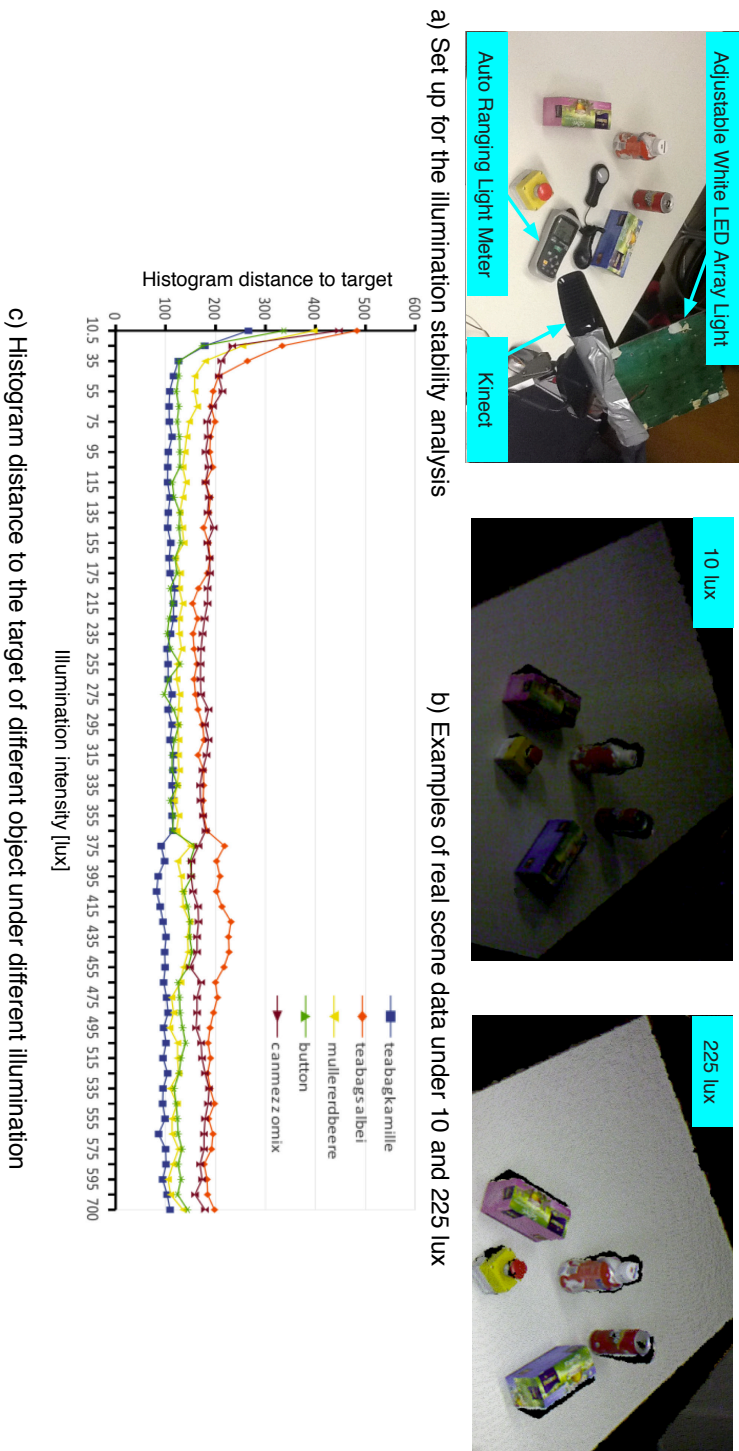 Adjustable White LED Array Light
Auto Ranging Light Meter
Kinect
a) Set up for the illumination stability analysis
10 lux
225 lux
b) Examples of real scene data under 10 and 225 lux
Histogram distance to target
600
500
400
300
200
100
0
teabagkamille
teabagsalbei
mullererdbeere
button
canmezzomix
10.5 35 55 75 95 115 135 155 175 215 235 255 275 295 315 335 355 375 395 415 435 455 475 495 515 535 555 575 595 700
Illumination intensity [lux]
c) Histogram distance to the target of different object under different illumination